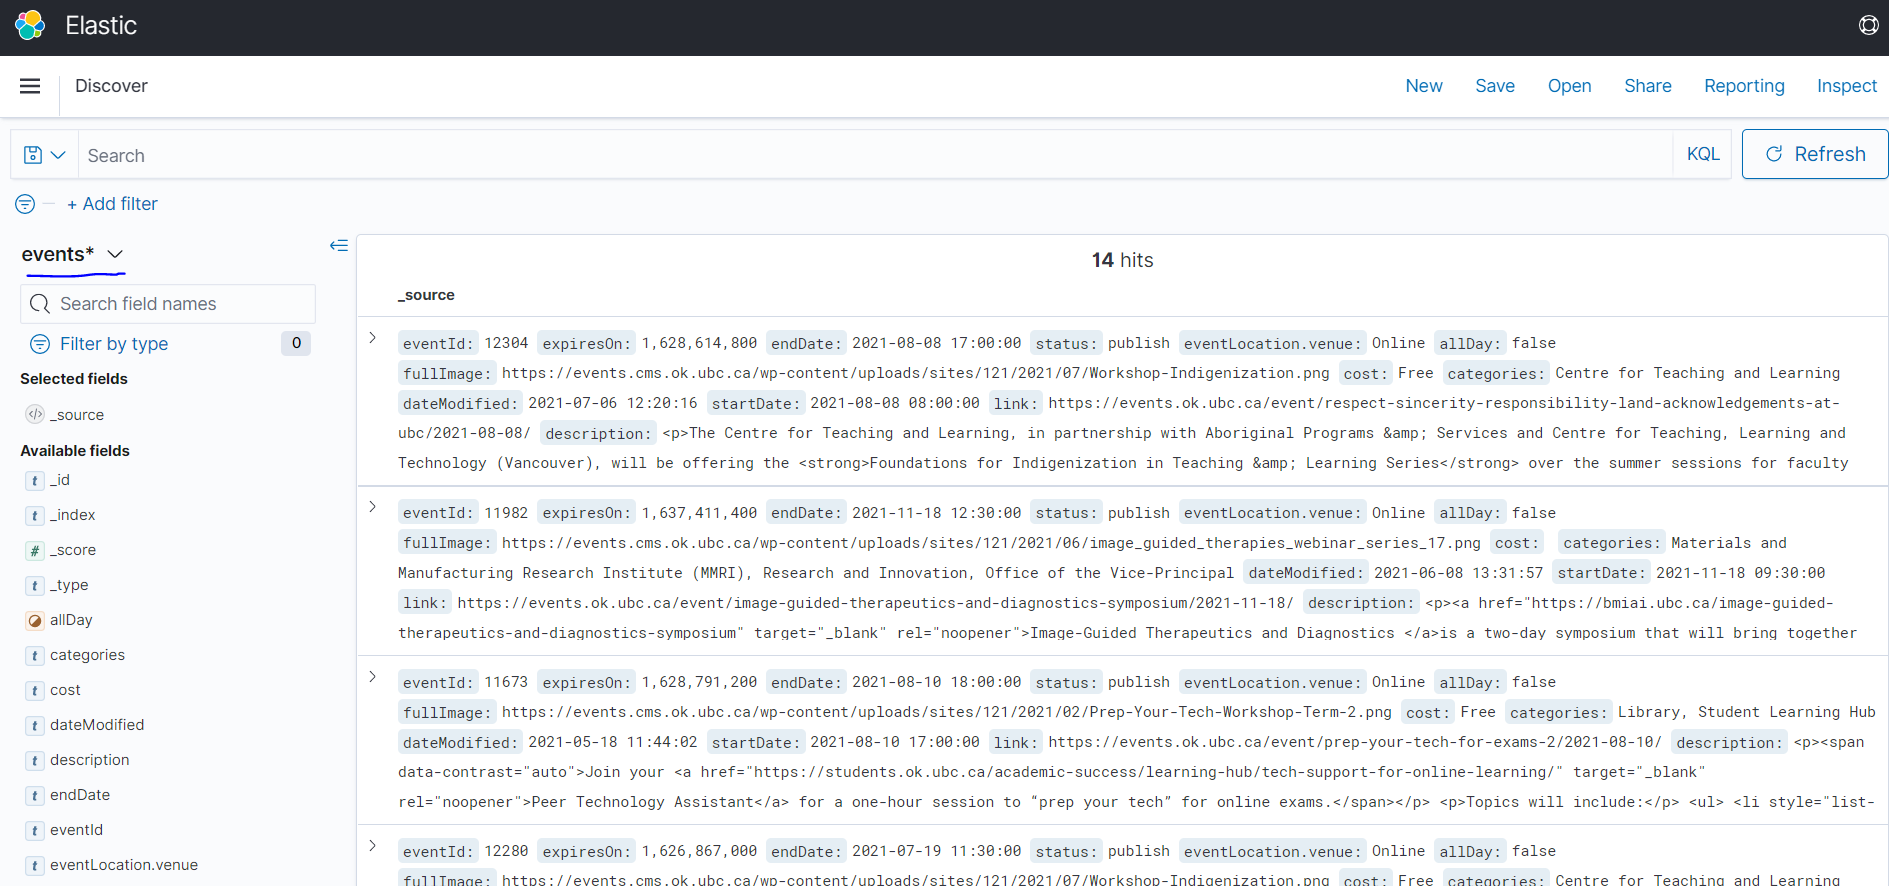 Elastic
Discover
New Save Open Share Reporting Inspect
Search KQL Refresh
+ Add filter
events*
Search field names
Filter by type 0
Selected fields
_source
Available fields
_id
_index
_score
_type
allDay
categories
cost
dateModified
description
endDate
eventId
eventLocation.venue
14 hits
_source
eventId: 12304 expiresOn: 1,628,614,800 endDate: 2021-08-08 17:00:00 status: publish eventLocation.venue: Online allDay: false
fullImage: https://events.cms.ok.ubc.ca/wp-content/uploads/sites/121/2021/07/Workshop-Indigenization.png cost: Free categories: Centre for Teaching and Learning
dateModified: 2021-07-06 12:20:16 startDate: 2021-08-08 08:00:00 link: https://events.ok.ubc.ca/event/respect-sincerity-responsibility-land-acknowledgements-at-
ubc/2021-08-08/ description: <p>The Centre for Teaching and Learning, in partnership with Aboriginal Programs &amp; Services and Centre for Teaching, Learning and
Technology (Vancouver), will be offering the <strong>Foundations for Indigenization in Teaching &amp; Learning Series</strong> over the summer sessions for faculty
eventId: 11982 expiresOn: 1,637,411,400 endDate: 2021-11-18 12:30:00 status: publish eventLocation.venue: Online allDay: false
fullImage: https://events.cms.ok.ubc.ca/wp-content/uploads/sites/121/2021/06/image_guided_therapies_webinar_series_17.png cost: categories: Materials and
Manufacturing Research Institute (MMRI), Research and Innovation, Office of the Vice-Principal dateModified: 2021-06-08 13:31:57 startDate: 2021-11-18 09:30:00
link: https://events.ok.ubc.ca/event/image-guided-therapeutics-and-diagnostics-symposium/2021-11-18/ description: <p><a href="https://bmiai.ubc.ca/image-guided-
therapeutics-and-diagnostics-symposium" target="_blank" rel="noopener">Image-Guided Therapeutics and Diagnostics </a>is a two-day symposium that will bring together
eventId: 11673 expiresOn: 1,628,791,200 endDate: 2021-08-10 18:00:00 status: publish eventLocation.venue: Online allDay: false
fullImage: https://events.cms.ok.ubc.ca/wp-content/uploads/sites/121/2021/02/Prep-Your-Tech-Workshop-Term-2.png cost: Free categories: Library, Student Learning Hub
dateModified: 2021-05-18 11:44:02 startDate: 2021-08-10 17:00:00 link: https://events.ok.ubc.ca/event/prep-your-tech-for-exams-2/2021-08-10/ description: <p><span
data-contrast="auto">Join your <a href="https://students.ok.ubc.ca/academic-success/learning-hub/tech-support-for-online-learning/" target="_blank"
rel="noopener">Peer Technology Assistant</a> for a one-hour session to “prep your tech” for online exams.</span></p> <p>Topics will include:</p> <ul> <li style="list-
eventId: 12280 expiresOn: 1,626,867,000 endDate: 2021-07-19 11:30:00 status: publish eventLocation.venue: Online allDay: false
fullImage: https://events.cms.ok.ubc.ca/wp-content/uploads/sites/121/2021/07/Workshop-Indigenization.png cost: Free categories: Centre for Teaching and Learning